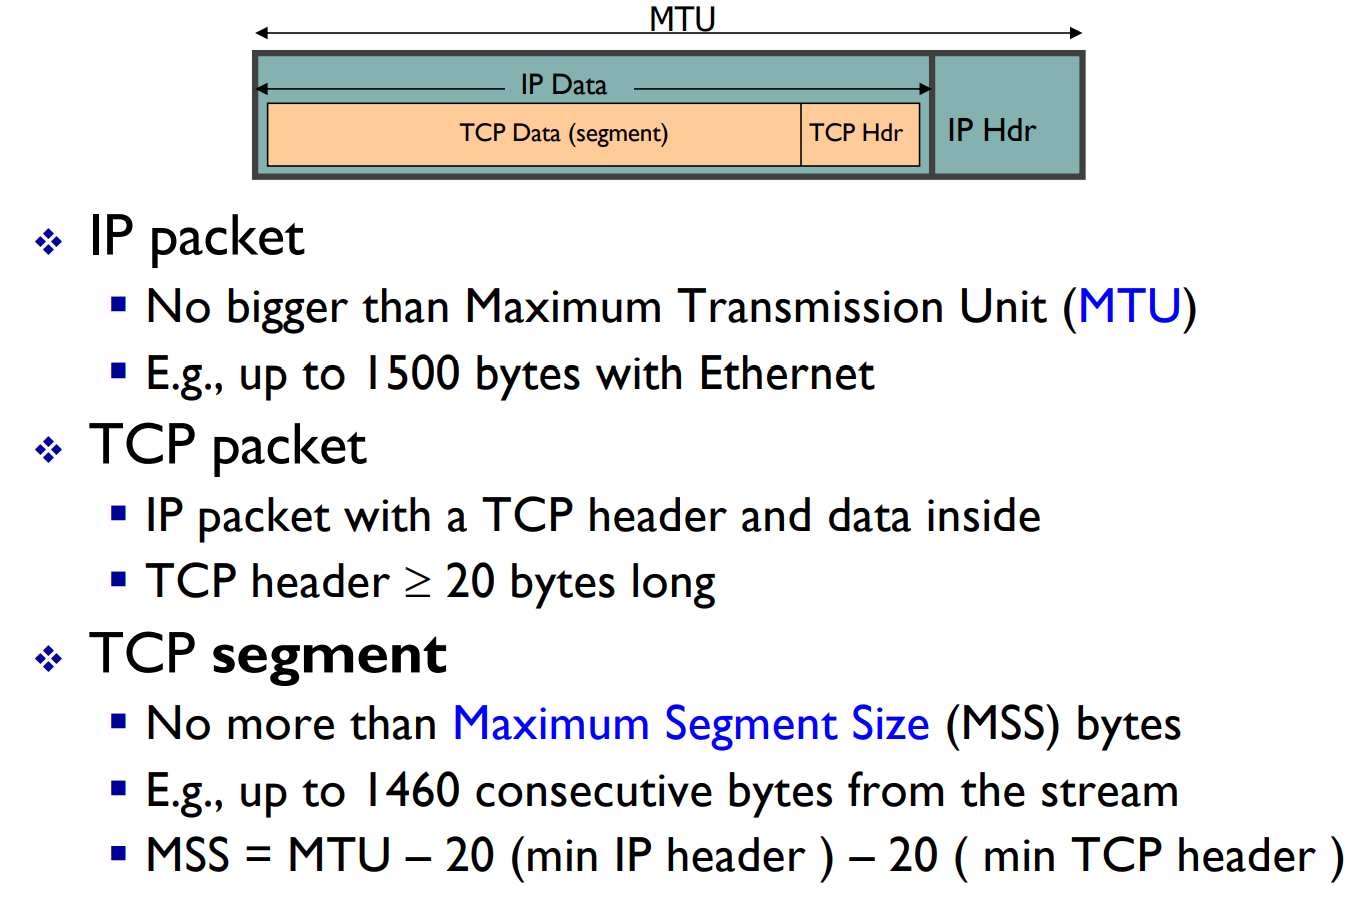 MTU
IP Data
TCP Data (segment)
TCP Hdr
IP Hdr
IP packet
No bigger than Maximum Transmission Unit (MTU)
E.g., up to 1500 bytes with Ethernet
TCP packet
IP packet with a TCP header and data inside
TCP header ≥ 20 bytes long
TCP segment
No more than Maximum Segment Size (MSS) bytes
E.g., up to 1460 consecutive bytes from the stream
MSS = MTU – 20 (min IP header ) – 20 ( min TCP header )